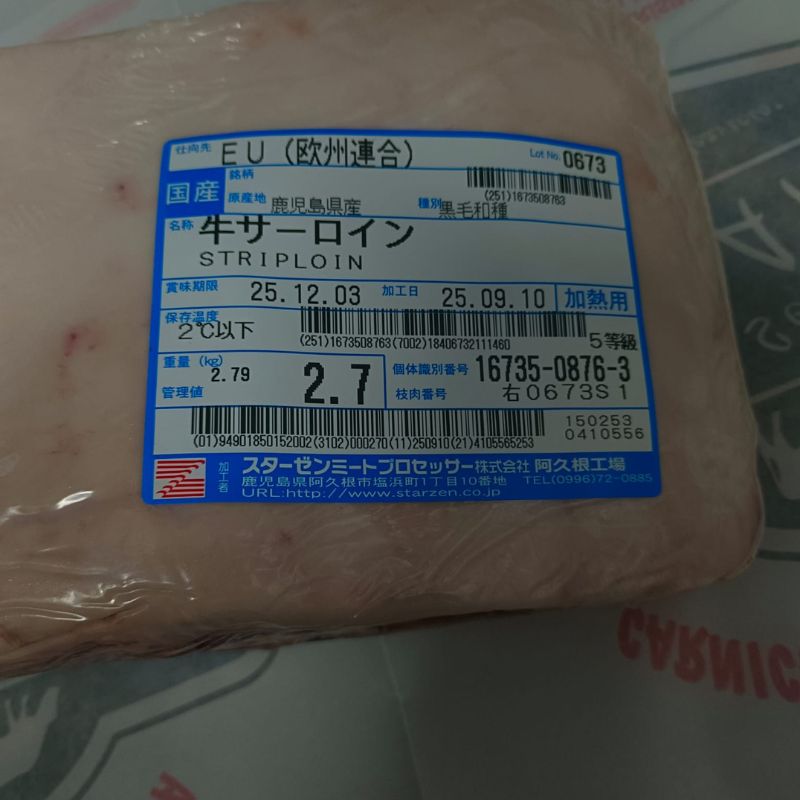 仕向先 EU（欧州連合） Lot No. 0673
国産 銘柄
(251)1673508763
原産地 鹿児島県産 種別 黒毛和種
名称 牛サーロイン
STRIPLOIN
賞味期限 25.12.03 加工日 25.09.10 加熱用
保存温度 2℃以下
(251)1673508763(7002)18406732111460 5等級
重量(kg) 2.79 2.7 個体識別番号 16735-0876-3
管理値 枝肉番号 右0673S1
150253
(01)94901850152002(3102)000270(11)250910(21)4105565253 0410556
加工者 スターゼンミートプロセッサー株式会社 阿久根工場
鹿児島県阿久根市塩浜町1丁目10番地 TEL(0996)72-0885
URL:http://www.starzen.co.jp
CARNIC